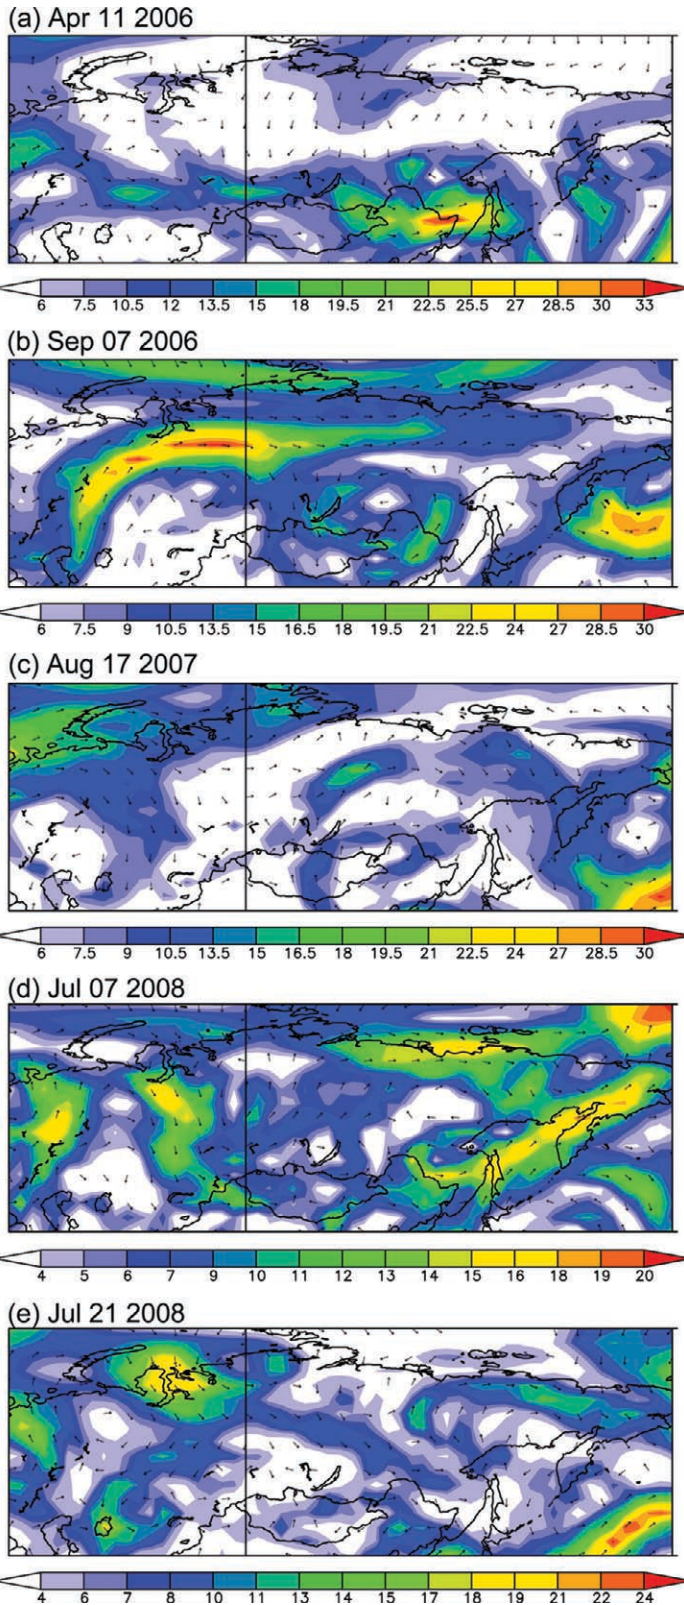 (a) Apr 11 2006
6 7.5 10.5 12 13.5 15 18 19.5 21 22.5 25.5 27 28.5 30 33
(b) Sep 07 2006
6 7.5 9 10.5 13.5 15 16.5 18 19.5 21 22.5 24 27 28.5 30
(c) Aug 17 2007
6 7.5 9 10.5 13.5 15 16.5 18 19.5 21 22.5 24 27 28.5 30
(d) Jul 07 2008
4 5 6 7 9 10 11 12 13 14 15 16 18 19 20
(e) Jul 21 2008
4 6 7 8 10 11 13 14 15 17 18 19 21 22 24